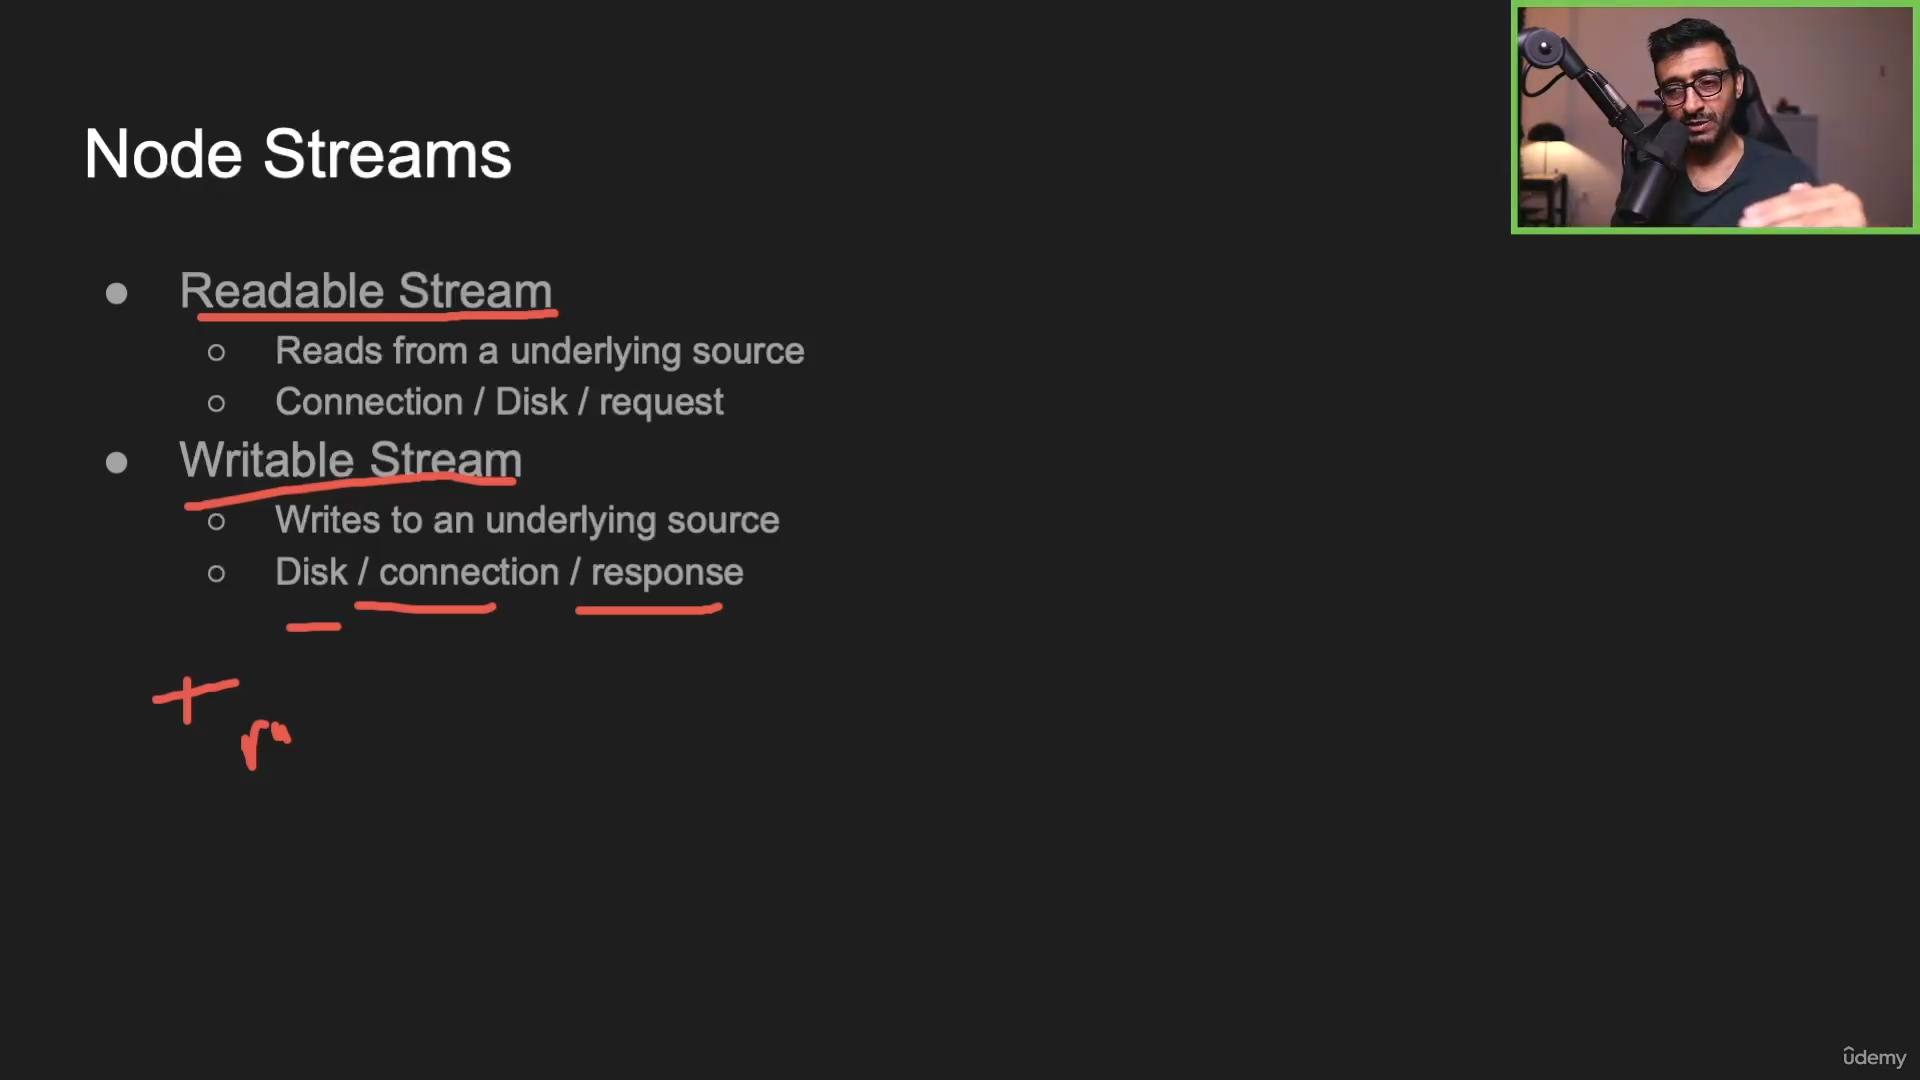 Node Streams
● Readable Stream
○ Reads from a underlying source
○ Connection / Disk / request
● Writable Stream
○ Writes to an underlying source
○ Disk / connection / response
ûdemy